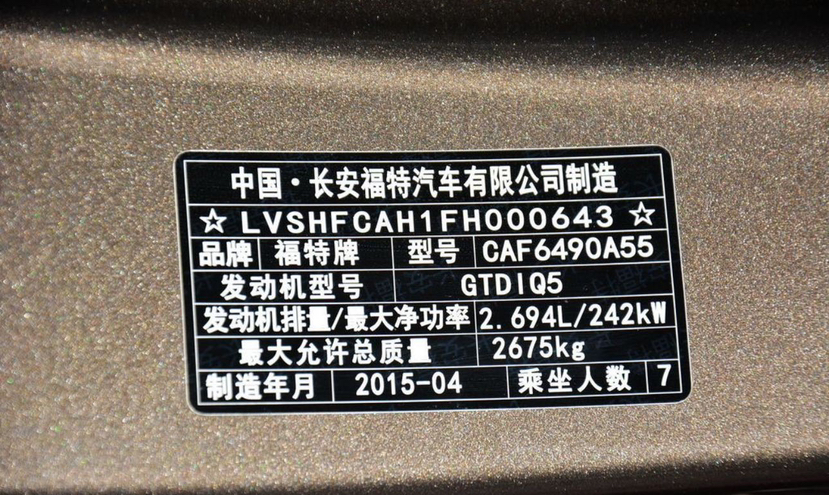 中国·长安福特汽车有限公司制造
☆ LVSHFCAH1FH000643 ☆
品牌 福特牌 型号 CAF6490A55
发动机型号 GTDIQ5
发动机排量/最大净功率 2.694L/242kW
最大允许总质量 2675kg
制造年月 2015-04 乘坐人数 7